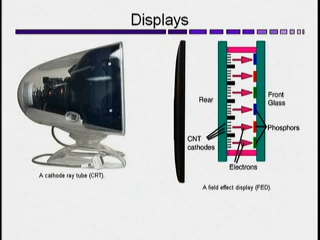 Displays
Rear
Front
Glass
Phosphors
CNT
cathodes
Electrons
A cathode ray tube (CRT).
A field effect display (FED).